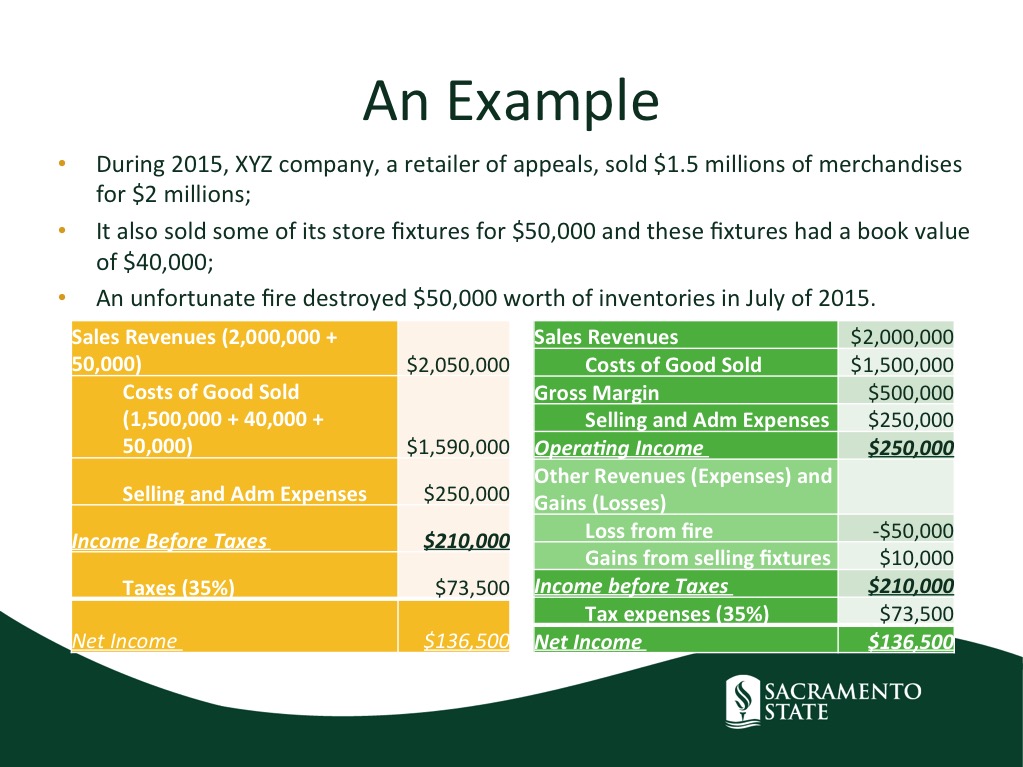 An Example
• During 2015, XYZ company, a retailer of appeals, sold $1.5 millions of merchandises
for $2 millions;
• It also sold some of its store fixtures for $50,000 and these fixtures had a book value
of $40,000;
• An unfortunate fire destroyed $50,000 worth of inventories in July of 2015.
Sales Revenues (2,000,000 +
50,000) $2,050,000
Costs of Good Sold
(1,500,000 + 40,000 +
50,000) $1,590,000
Selling and Adm Expenses $250,000
Income Before Taxes $210,000
Taxes (35%) $73,500
Net Income $136,500
Sales Revenues $2,000,000
Costs of Good Sold $1,500,000
Gross Margin $500,000
Selling and Adm Expenses $250,000
Operating Income $250,000
Other Revenues (Expenses) and
Gains (Losses)
Loss from fire -$50,000
Gains from selling fixtures $10,000
Income before Taxes $210,000
Tax expenses (35%) $73,500
Net Income $136,500
SACRAMENTO
STATE